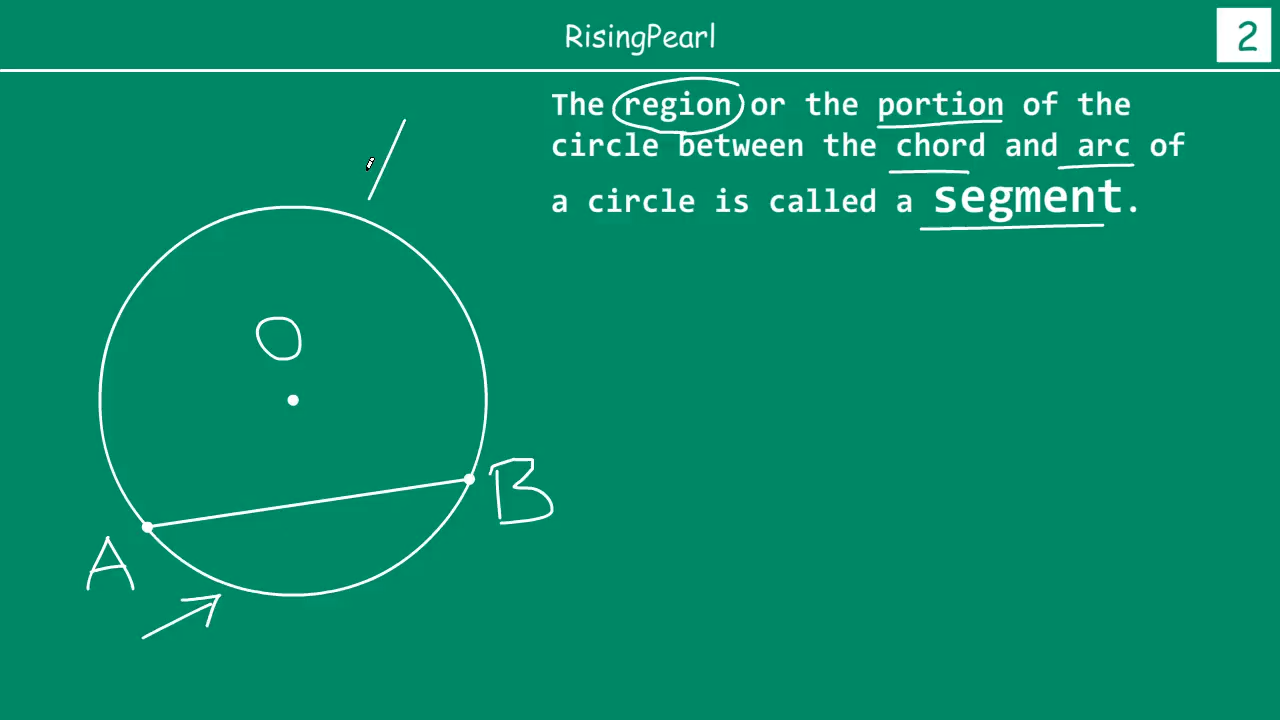 RisingPearl
2
The region or the portion of the
circle between the chord and arc of
a circle is called a segment.
O
B
A